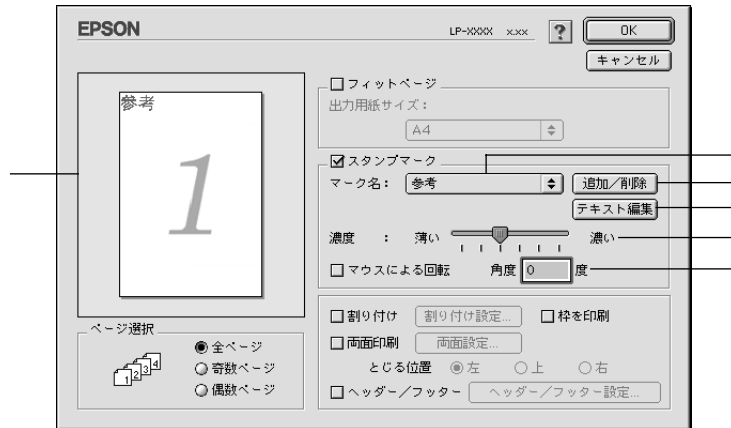 EPSON
LP-XXXX x.xx
?
OK
キャンセル
参考
1
フィットページ
出力用紙サイズ：
A4
スタンプマーク
マーク名： 参考
追加／削除
テキスト編集
濃度 ： 薄い 濃い
マウスによる回転 角度 0 度
ページ選択
1 2 3 4
全ページ
奇数ページ
偶数ページ
割り付け 割り付け設定... 枠を印刷
両面印刷 両面設定...
とじる位置 左 上 右
ヘッダー／フッター ヘッダー／フッター設定...